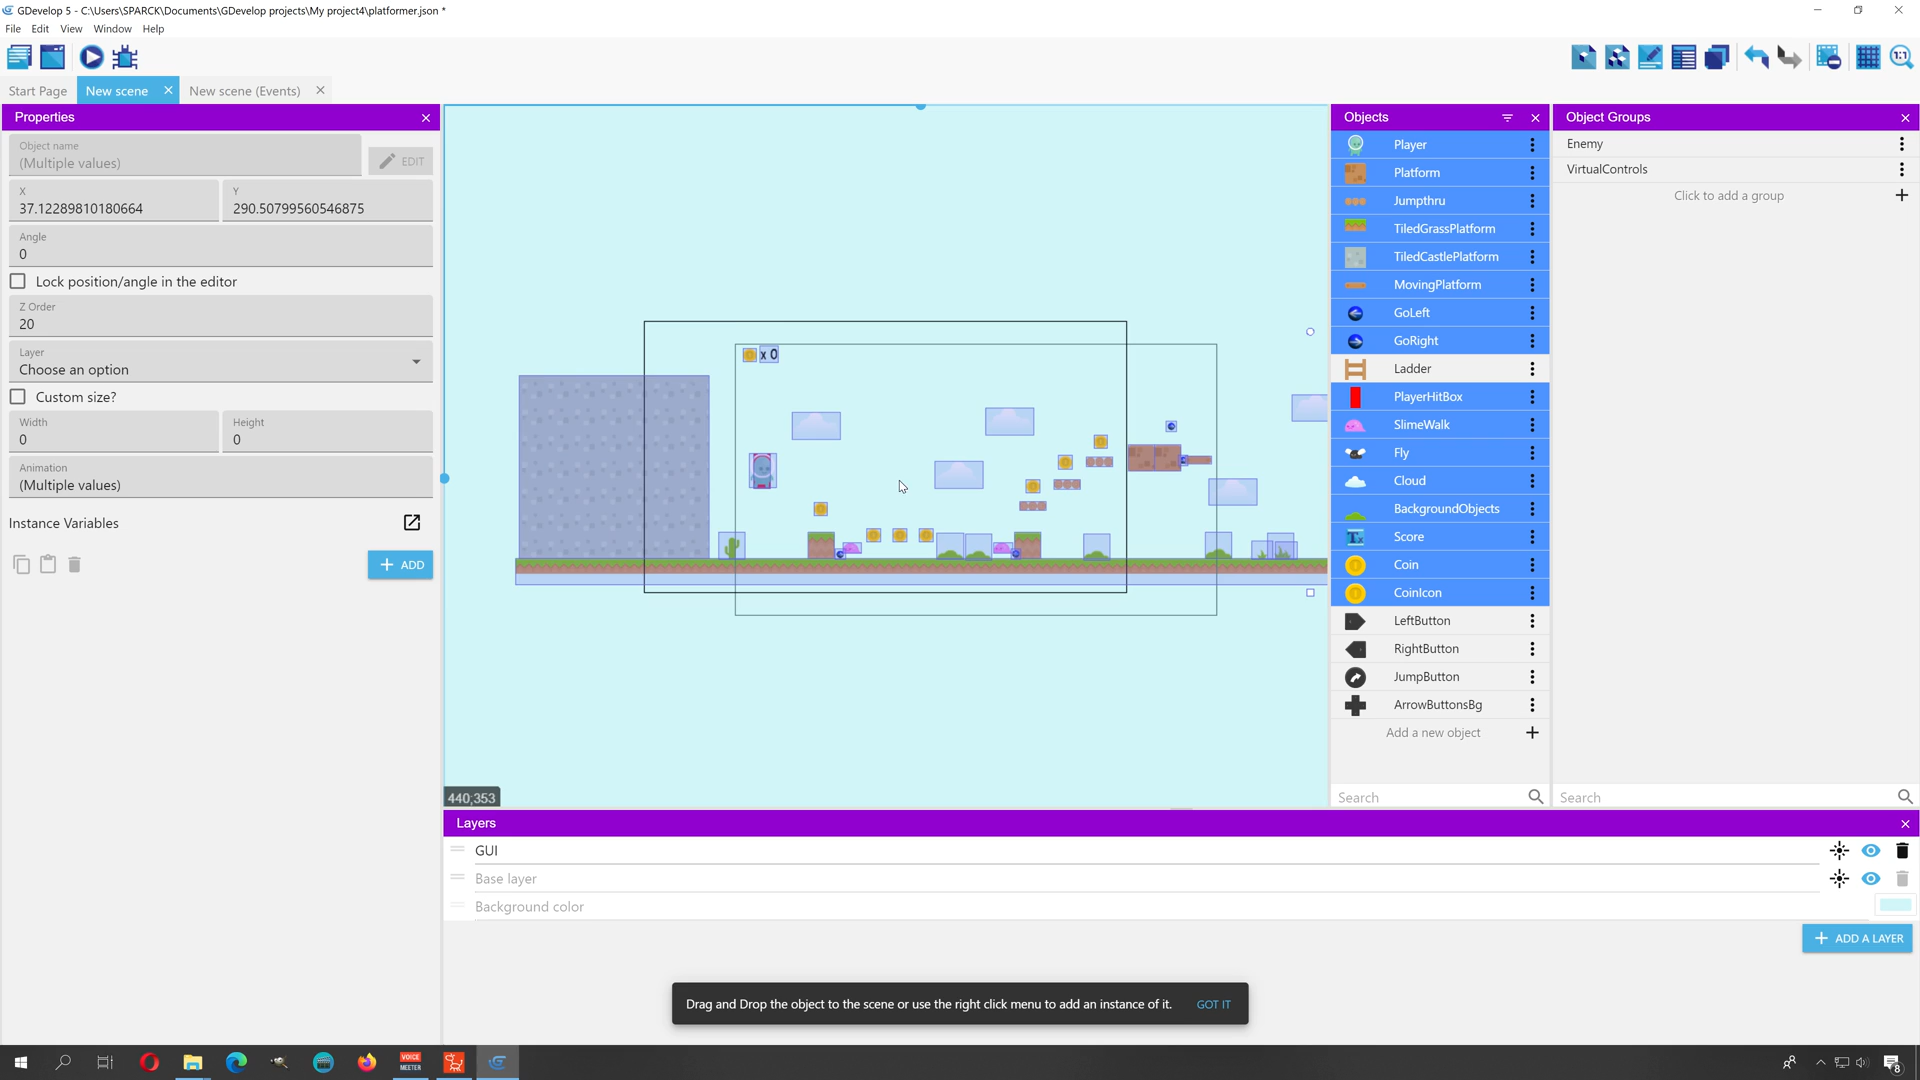 GDevelop 5 - C:\Users\SPARCK\Documents\GDevelop projects\My project4\platformer.json *
File Edit View Window Help
1:1
Start Page New scene New scene (Events)
Properties
Object name
(Multiple values)
EDIT
X
37.12289810180664
Y
290.50799560546875
Angle
0
Lock position/angle in the editor
Z Order
20
Layer
Choose an option
Custom size?
Width
0
Height
0
Animation
(Multiple values)
Instance Variables
ADD
x 0
440;353
Objects
Player
Platform
Jumpthru
TiledGrassPlatform
TiledCastlePlatform
MovingPlatform
GoLeft
GoRight
Ladder
PlayerHitBox
SlimeWalk
Fly
Cloud
BackgroundObjects
Score
Coin
CoinIcon
LeftButton
RightButton
JumpButton
ArrowButtonsBg
Add a new object
Search
Object Groups
Enemy
VirtualControls
Click to add a group
Search
Layers
GUI
Base layer
Background color
ADD A LAYER
Drag and Drop the object to the scene or use the right click menu to add an instance of it. GOT IT
VOICE
MEETER
8